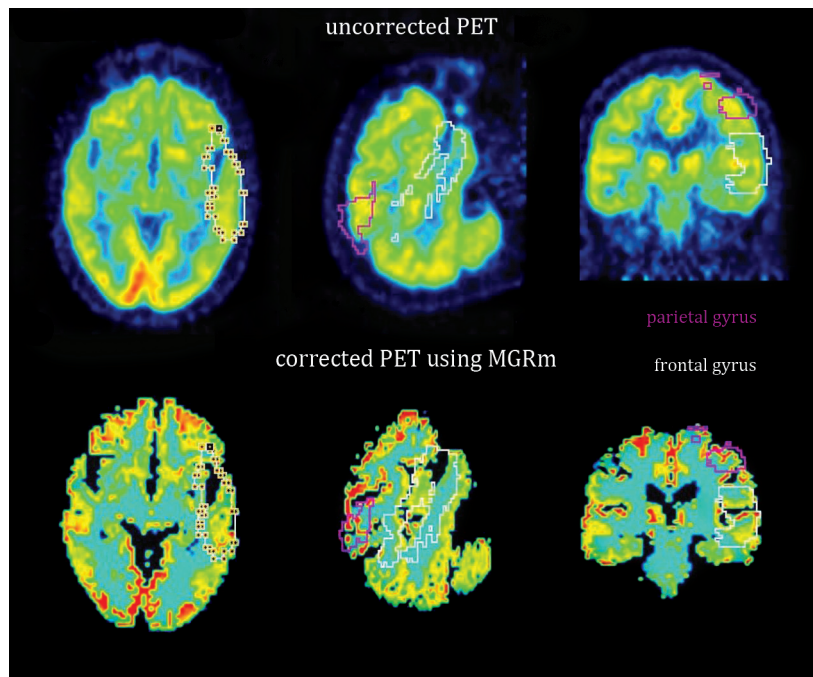 uncorrected PET
parietal gyrus
corrected PET using MGRm
frontal gyrus